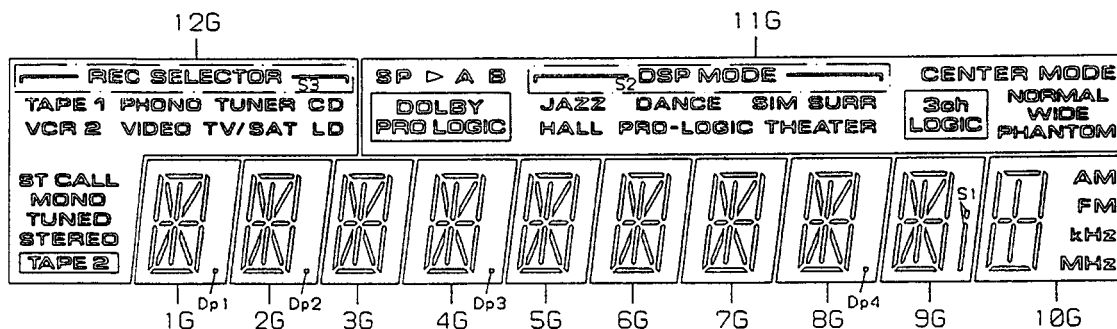 12G 11G
REC SELECTOR S3 SP ▷ A B DSP MODE S2 CENTER MODE
TAPE 1 PHONO TUNER CD DOLBY JAZZ DANCE SIM SURR 3ch NORMAL
VCR 2 VIDEO TV/SAT LD PRO LOGIC HALL PRO-LOGIC THEATER LOGIC WIDE
PHANTOM
ST CALL AM
MONO S1 FM
TUNED
STEREO kHz
TAPE 2 MHz
Dp1 Dp2 Dp3 Dp4
1G 2G 3G 4G 5G 6G 7G 8G 9G 10G